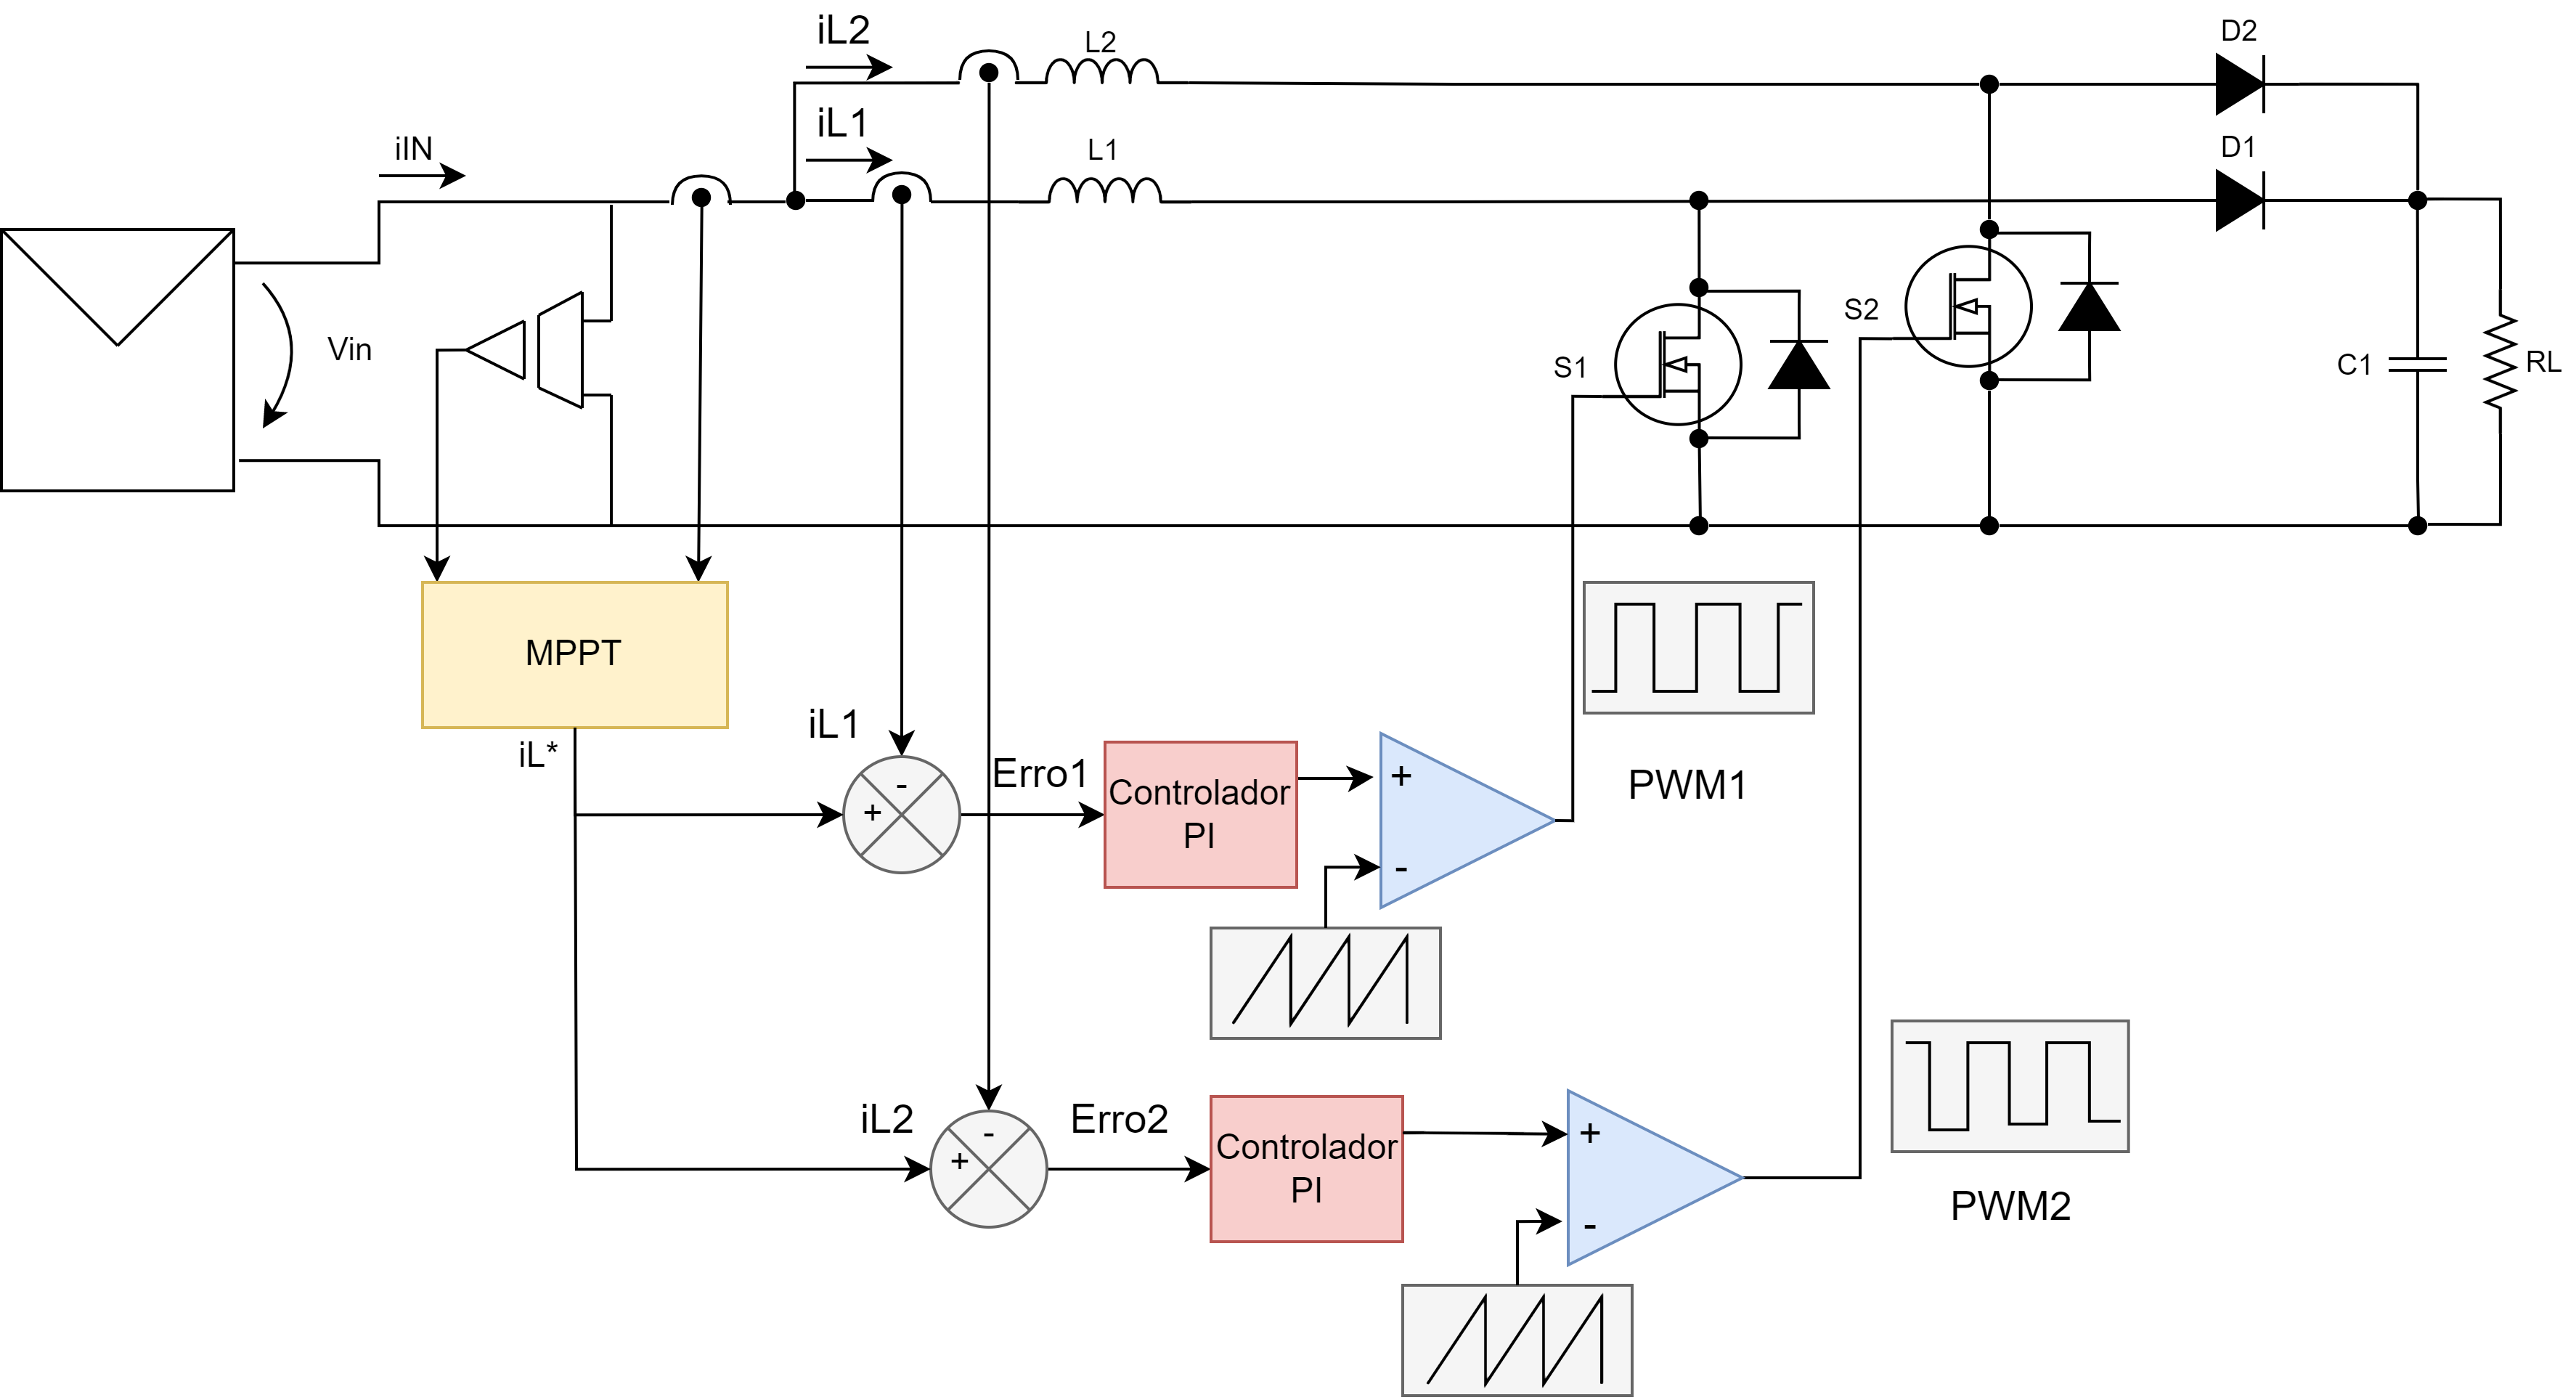 iL2
L2
D2
iL1
L1
D1
iIN
Vin
S2
S1
C1
RL
MPPT
iL*
iL1
-
+
Erro1
Controlador
PI
+
-
PWM1
iL2
-
+
Erro2
Controlador
PI
+
-
PWM2